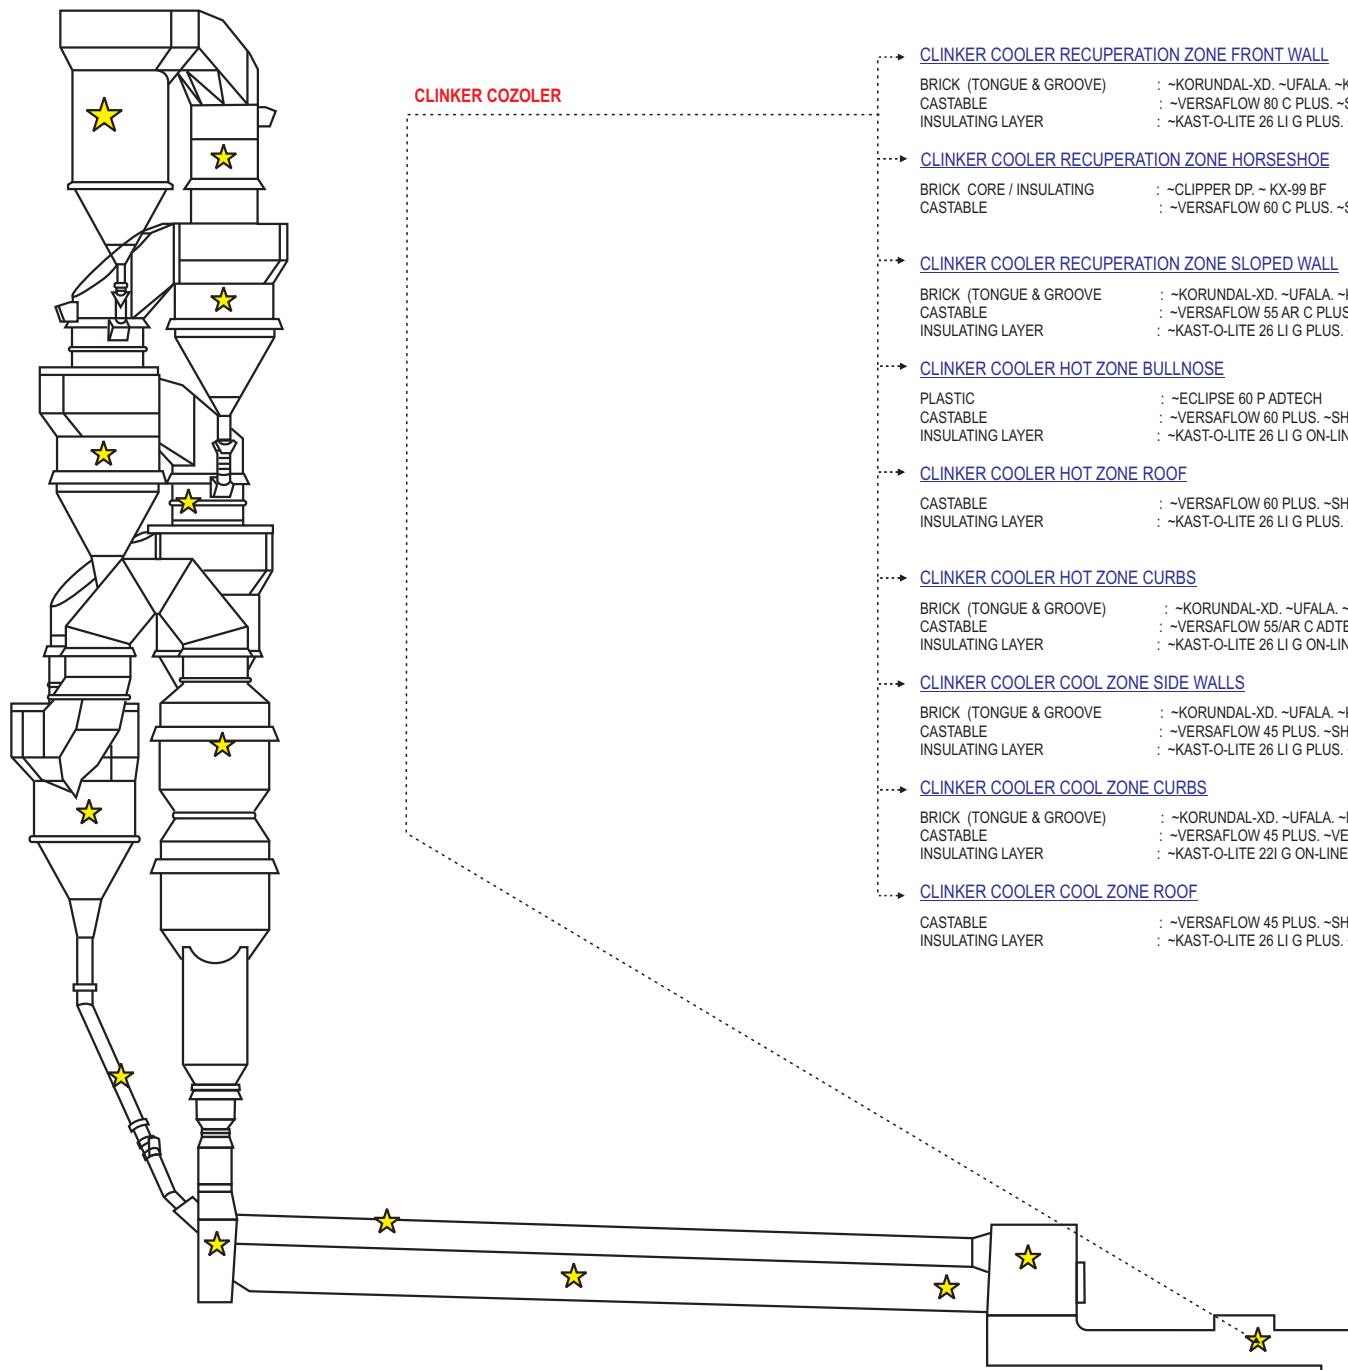 CLINKER COZOLER
CLINKER COOLER RECUPERATION ZONE FRONT WALL
BRICK (TONGUE & GROOVE) : ~KORUNDAL-XD. ~UFALA.
CASTABLE : ~VERSAFLOW 80 C PLUS.
INSULATING LAYER : ~KAST-O-LITE 26 LI G PLUS.
CLINKER COOLER RECUPERATION ZONE HORSESHOE
BRICK CORE / INSULATING : ~CLIPPER DP. ~ KX-99 BF
CASTABLE : ~VERSAFLOW 60 C PLUS.
CLINKER COOLER RECUPERATION ZONE SLOPED WALL
BRICK (TONGUE & GROOVE : ~KORUNDAL-XD. ~UFALA.
CASTABLE : ~VERSAFLOW 55 AR C PLUS
INSULATING LAYER : ~KAST-O-LITE 26 LI G PLUS.
CLINKER COOLER HOT ZONE BULLNOSE
PLASTIC : ~ECLIPSE 60 P ADTECH
CASTABLE : ~VERSAFLOW 60 PLUS. ~SH
INSULATING LAYER : ~KAST-O-LITE 26 LI G ON-LIN
CLINKER COOLER HOT ZONE ROOF
CASTABLE : ~VERSAFLOW 60 PLUS. ~SH
INSULATING LAYER : ~KAST-O-LITE 26 LI G PLUS.
CLINKER COOLER HOT ZONE CURBS
BRICK (TONGUE & GROOVE) : ~KORUNDAL-XD. ~UFALA. ~
CASTABLE : ~VERSAFLOW 55/AR C ADTE
INSULATING LAYER : ~KAST-O-LITE 26 LI G ON-LIN
CLINKER COOLER COOL ZONE SIDE WALLS
BRICK (TONGUE & GROOVE : ~KORUNDAL-XD. ~UFALA.
CASTABLE : ~VERSAFLOW 45 PLUS. ~SH
INSULATING LAYER : ~KAST-O-LITE 26 LI G PLUS.
CLINKER COOLER COOL ZONE CURBS
BRICK (TONGUE & GROOVE) : ~KORUNDAL-XD. ~UFALA.
CASTABLE : ~VERSAFLOW 45 PLUS. ~VE
INSULATING LAYER : ~KAST-O-LITE 22I G ON-LINE
CLINKER COOLER COOL ZONE ROOF
CASTABLE : ~VERSAFLOW 45 PLUS. ~SH
INSULATING LAYER : ~KAST-O-LITE 26 LI G PLUS.